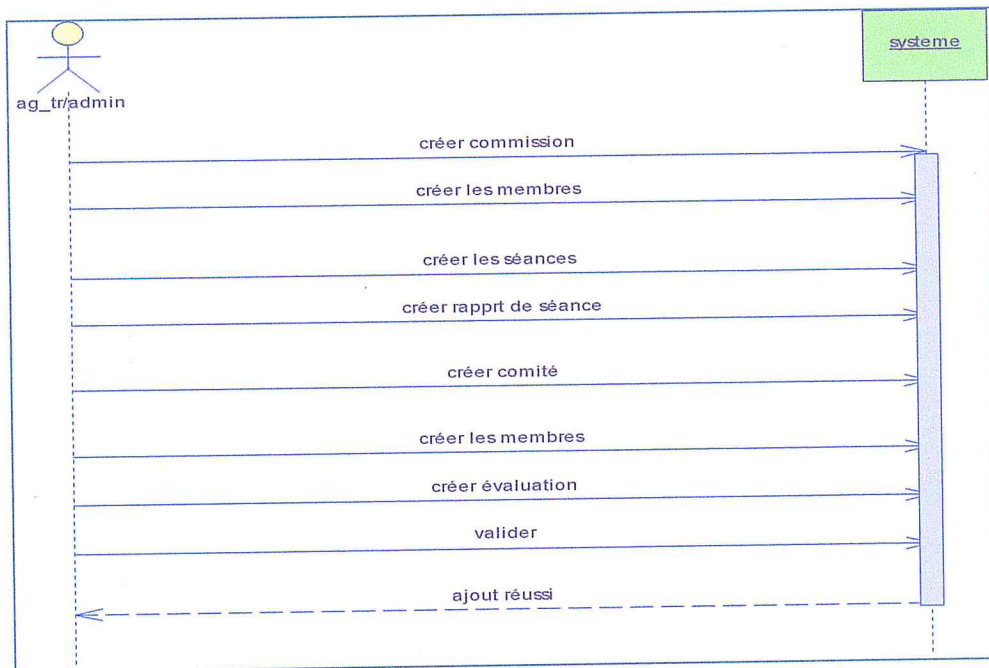 systeme
ag_tr/admin
créer commission
créer les membres
créer les séances
créer rapprt de séance
créer comité
créer les membres
créer évaluation
valider
ajout réussi